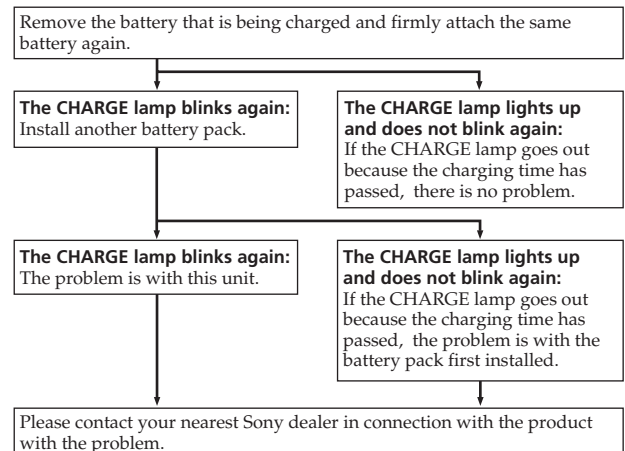 Remove the battery that is being charged and firmly attach the same
battery again.
The CHARGE lamp blinks again:
Install another battery pack.
The CHARGE lamp lights up
and does not blink again:
If the CHARGE lamp goes out
because the charging time has
passed, there is no problem.
The CHARGE lamp blinks again:
The problem is with this unit.
The CHARGE lamp lights up
and does not blink again:
If the CHARGE lamp goes out
because the charging time has
passed, the problem is with the
battery pack first installed.
Please contact your nearest Sony dealer in connection with the product
with the problem.